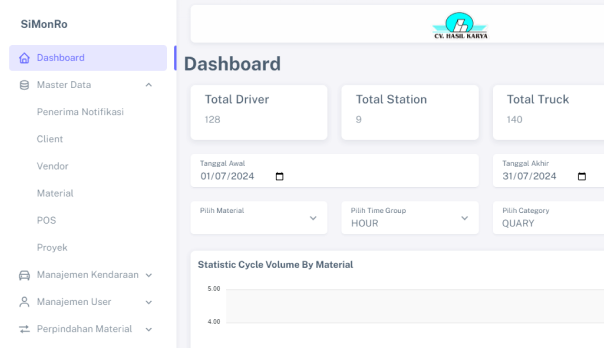 SiMonRo
Dashboard
Master Data
Penerima Notifikasi
Client
Vendor
Material
POS
Proyek
Manajemen Kendaraan
Manajemen User
Perpindahan Material
CV. HASIL KARYA
Dashboard
Total Driver
128
Total Station
9
Total Truck
140
Tanggal Awal
01/07/2024
Tanggal Akhir
31/07/2024
Pilih Material
Pilih Time Group
HOUR
Pilih Category
QUARY
Statistic Cycle Volume By Material
5.00
4.00